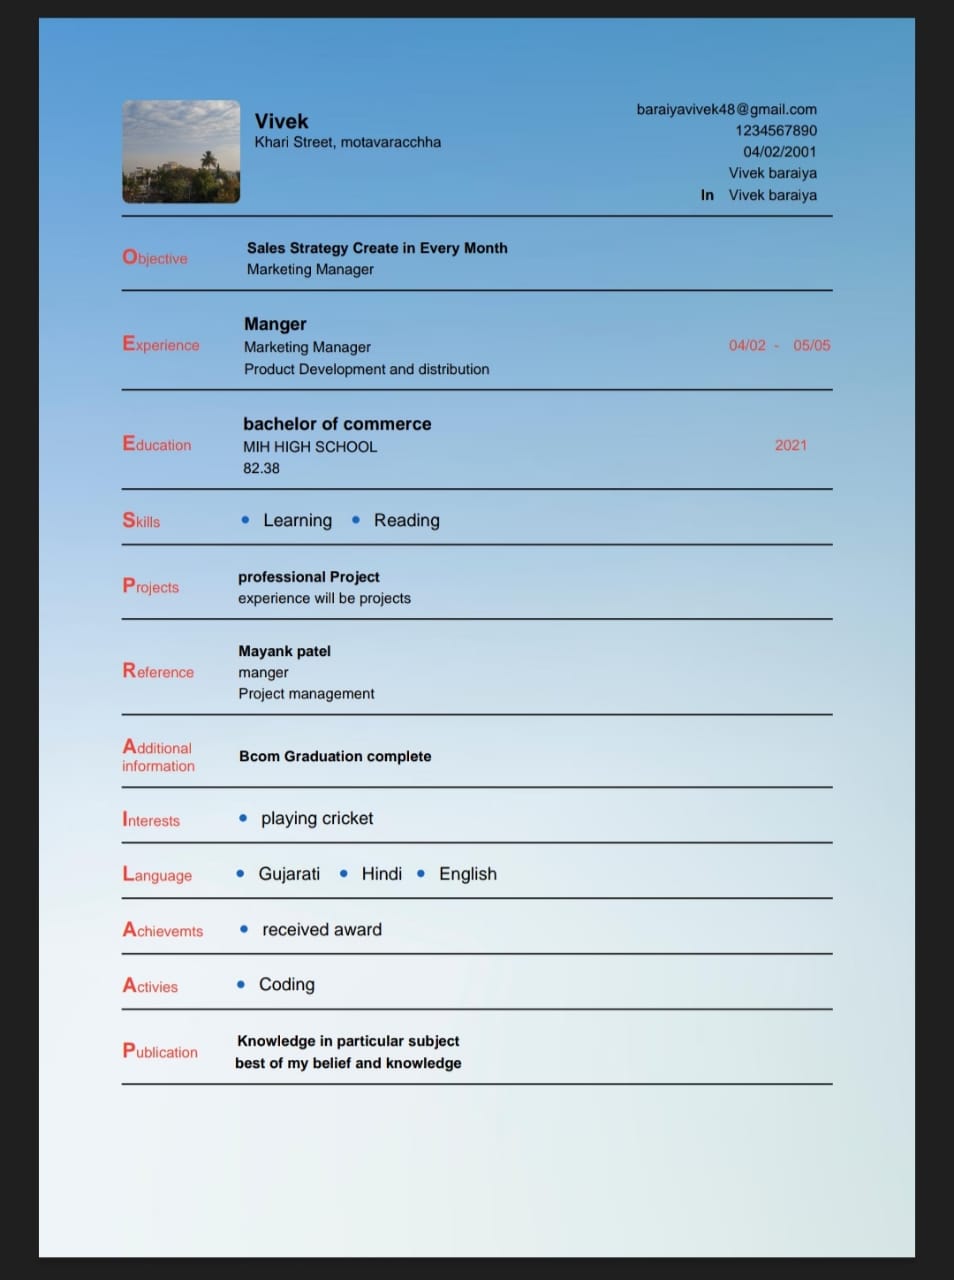 Vivek
Khari Street, motavaracchha
baraiyavivek48@gmail.com
1234567890
04/02/2001
Vivek baraiya
In Vivek baraiya
Objective
Sales Strategy Create in Every Month
Marketing Manager
Experience
Manger
Marketing Manager
Product Development and distribution
04/02 - 05/05
Education
bachelor of commerce
MIH HIGH SCHOOL
82.38
2021
Skills
• Learning • Reading
Projects
professional Project
experience will be projects
Reference
Mayank patel
manger
Project management
Additional
information
Bcom Graduation complete
Interests
• playing cricket
Language
• Gujarati • Hindi • English
Achievemts
• received award
Activies
• Coding
Publication
Knowledge in particular subject
best of my belief and knowledge